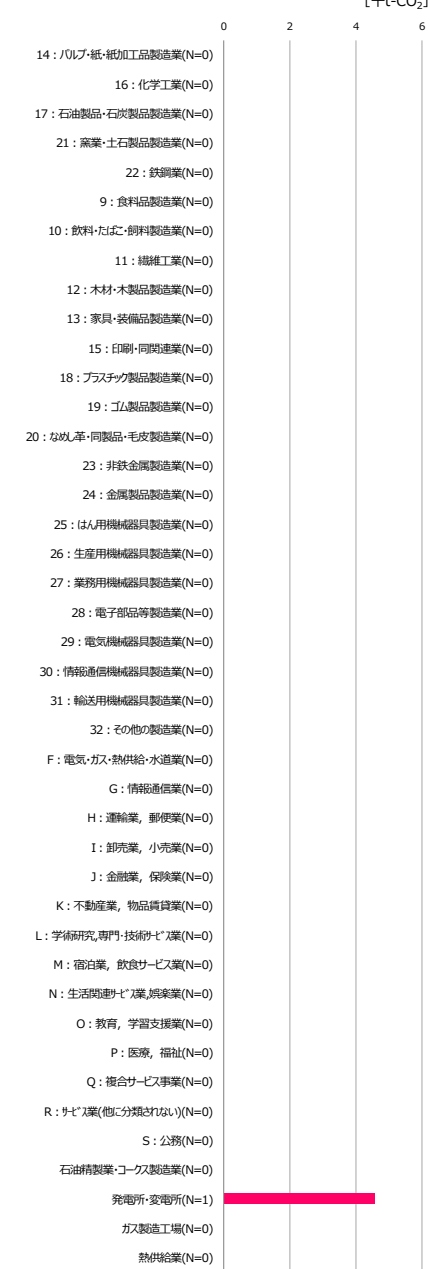 [千t-CO₂]
0 2 4 6
14：パルプ・紙・紙加工品製造業(N=0)
16：化学工業(N=0)
17：石油製品・石炭製品製造業(N=0)
21：窯業・土石製品製造業(N=0)
22：鉄鋼業(N=0)
9：食料品製造業(N=0)
10：飲料・たばこ・飼料製造業(N=0)
11：繊維工業(N=0)
12：木材・木製品製造業(N=0)
13：家具・装備品製造業(N=0)
15：印刷・同関連業(N=0)
18：プラスチック製品製造業(N=0)
19：ゴム製品製造業(N=0)
20：なめし革・同製品・毛皮製造業(N=0)
23：非鉄金属製造業(N=0)
24：金属製品製造業(N=0)
25：はん用機械器具製造業(N=0)
26：生産用機械器具製造業(N=0)
27：業務用機械器具製造業(N=0)
28：電子部品等製造業(N=0)
29：電気機械器具製造業(N=0)
30：情報通信機械器具製造業(N=0)
31：輸送用機械器具製造業(N=0)
32：その他の製造業(N=0)
F：電気・ガス・熱供給・水道業(N=0)
G：情報通信業(N=0)
H：運輸業，郵便業(N=0)
I：卸売業，小売業(N=0)
J：金融業，保険業(N=0)
K：不動産業，物品賃貸業(N=0)
L：学術研究,専門・技術ｻｰﾋﾞｽ業(N=0)
M：宿泊業，飲食サービス業(N=0)
N：生活関連ｻｰﾋﾞｽ業,娯楽業(N=0)
O：教育，学習支援業(N=0)
P：医療，福祉(N=0)
Q：複合サービス事業(N=0)
R：ｻｰﾋﾞｽ業(他に分類されない)(N=0)
S：公務(N=0)
石油精製業・コークス製造業(N=0)
発電所・変電所(N=1)
ガス製造工場(N=0)
熱供給業(N=0)